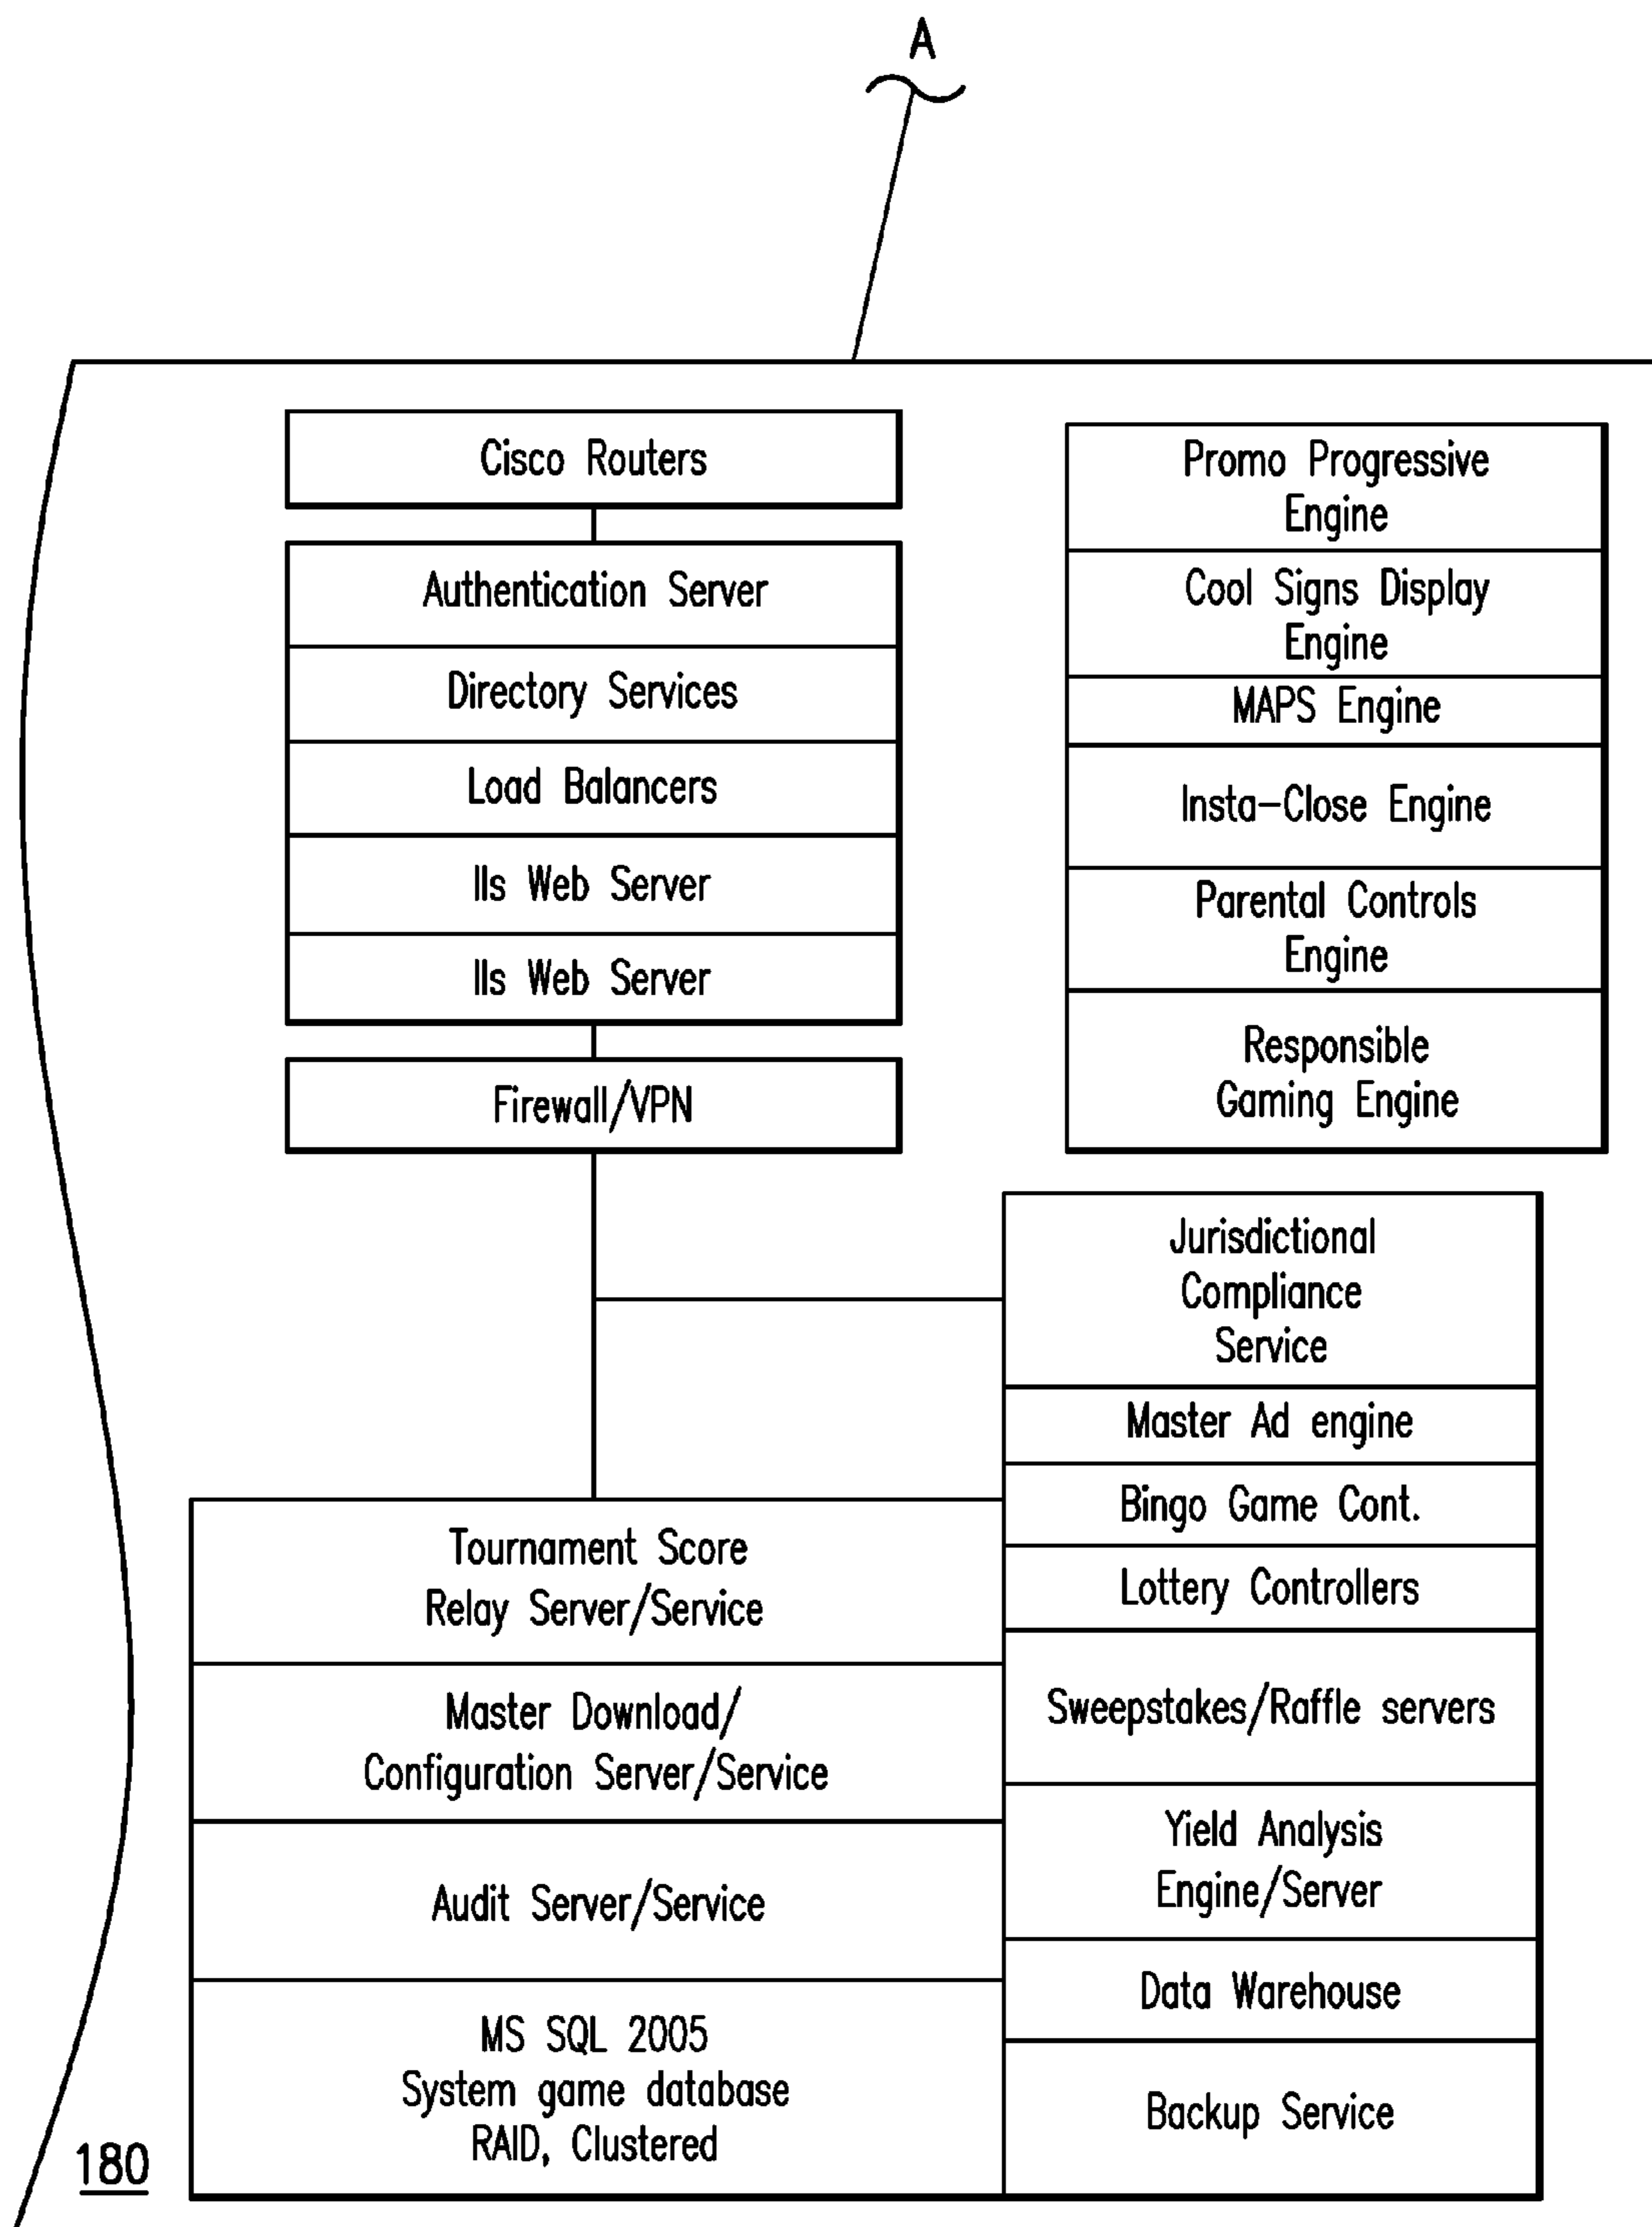 A
Cisco Routers
Authentication Server
Directory Services
Load Balancers
IIs Web Server
IIs Web Server
Firewall/VPN
Promo Progressive
Engine
Cool Signs Display
Engine
MAPS Engine
Insta-Close Engine
Parental Controls
Engine
Responsible
Gaming Engine
Jurisdictional
Compliance
Service
Master Ad engine
Bingo Game Cont.
Lottery Controllers
Sweepstakes/Raffle servers
Yield Analysis
Engine/Server
Data Warehouse
Backup Service
Tournament Score
Relay Server/Service
Master Download/
Configuration Server/Service
Audit Server/Service
MS SQL 2005
System game database
RAID, Clustered
180